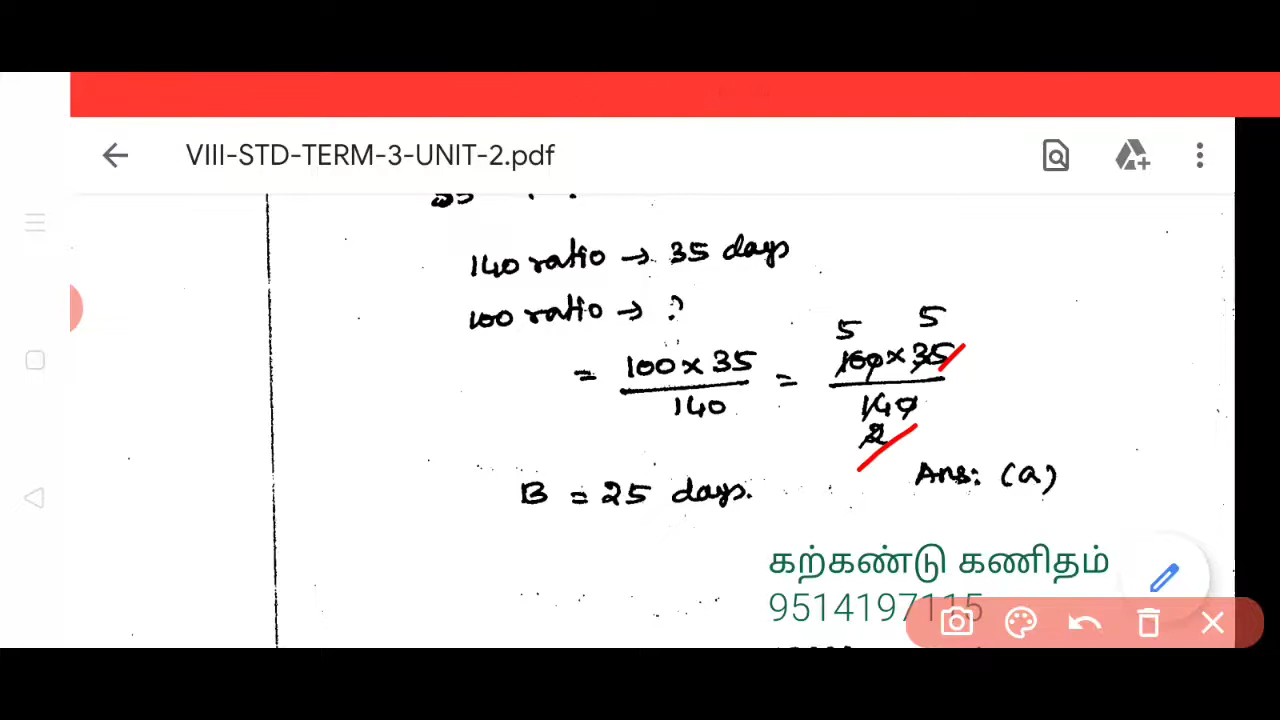 VIII-STD-TERM-3-UNIT-2.pdf
140 ratio → 35 days
100 ratio → ?
= 100 × 35 / 140 = 100 × 35 / 140
5 5
2
B = 25 days.
Ans: (a)
கற்கண்டு கணிதம்
9514197115